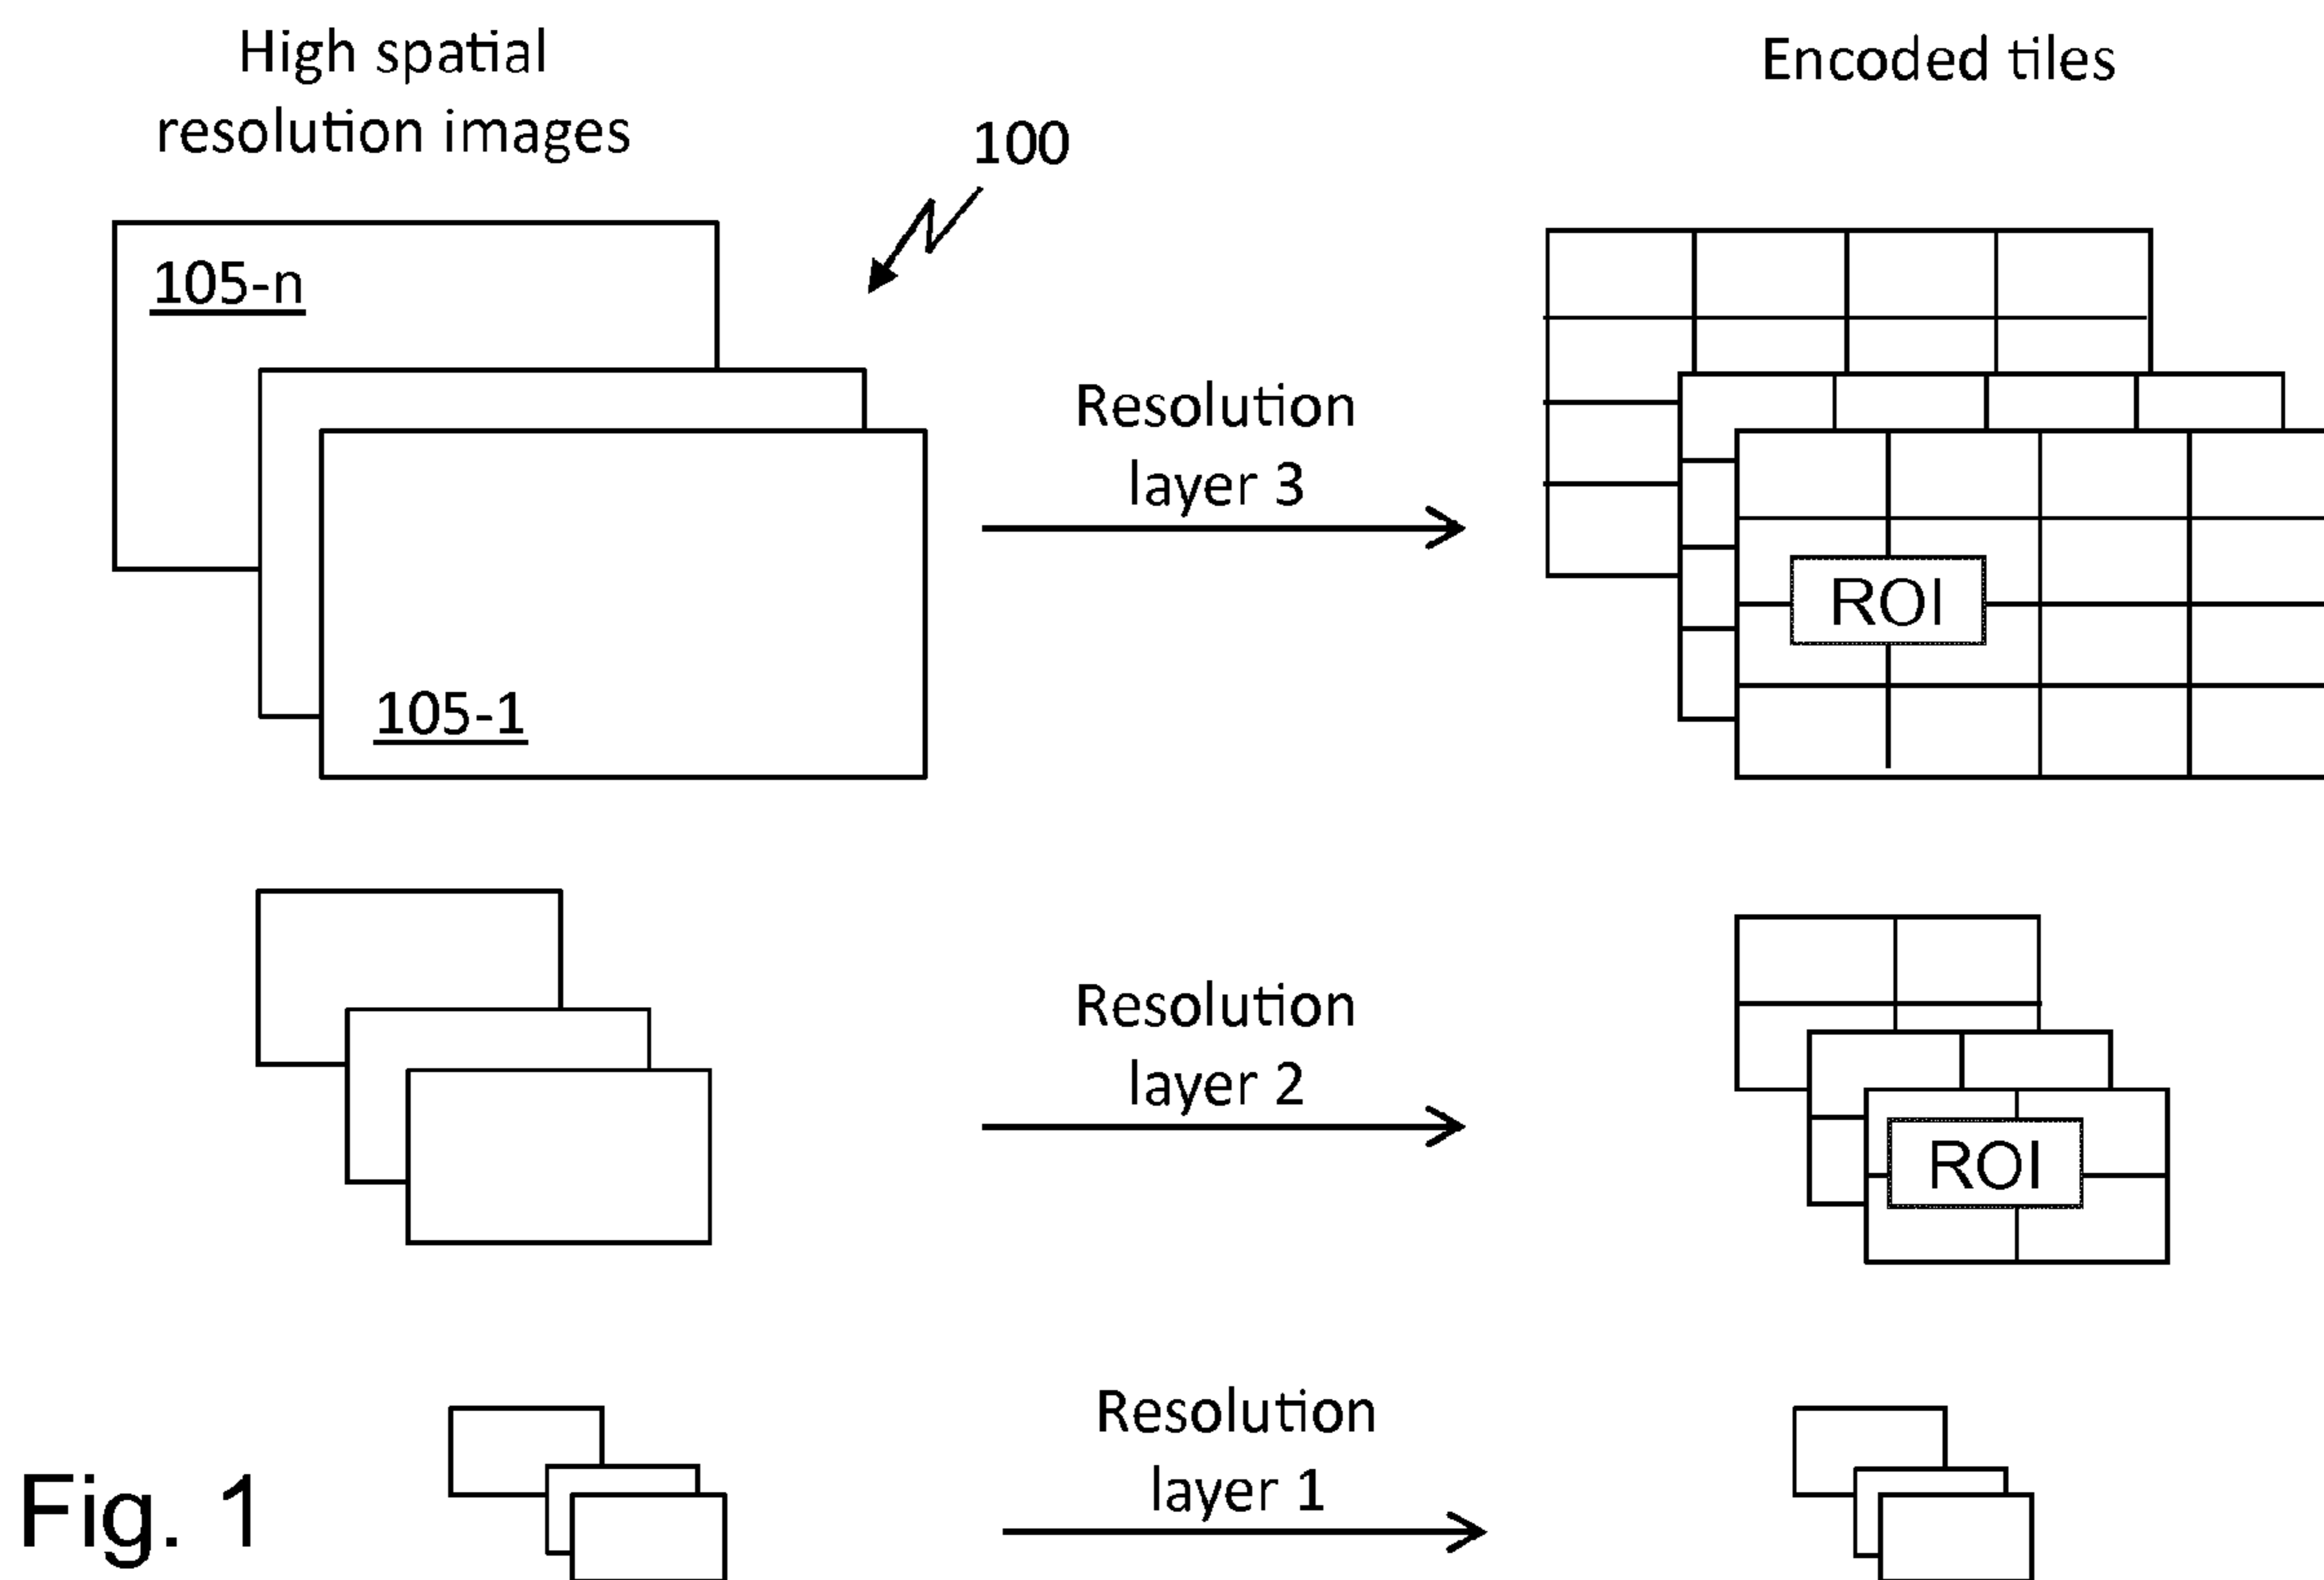 High spatial
resolution images
Encoded tiles
100
105-n
105-1
Resolution
layer 3
ROI
Resolution
layer 2
ROI
Resolution
layer 1
Fig. 1